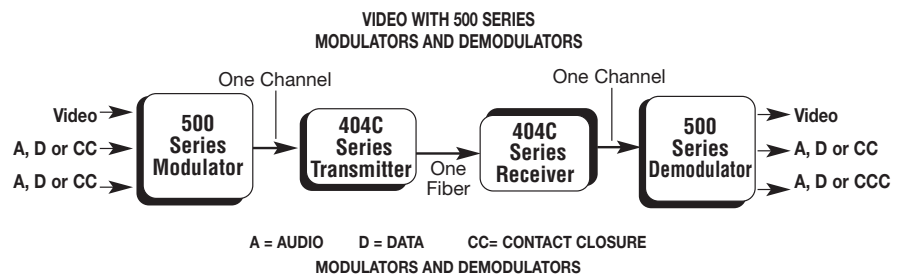 VIDEO WITH 500 SERIES
MODULATORS AND DEMODULATORS
One Channel
One Channel
Video
A, D or CC
A, D or CC
500
Series
Modulator
404C
Series
Transmitter
One
Fiber
404C
Series
Receiver
500
Series
Demodulator
Video
A, D or CC
A, D or CCC
A = AUDIO D = DATA CC= CONTACT CLOSURE
MODULATORS AND DEMODULATORS